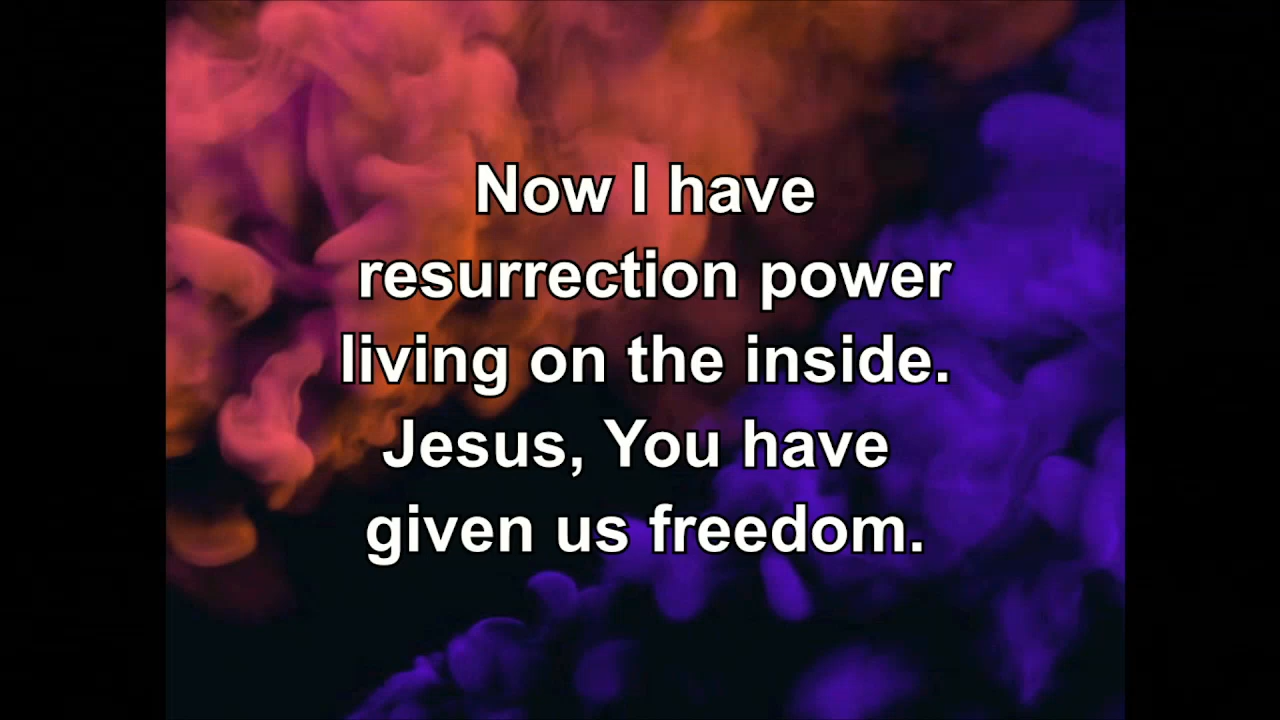 Now I have
resurrection power
living on the inside.
Jesus, You have
given us freedom.